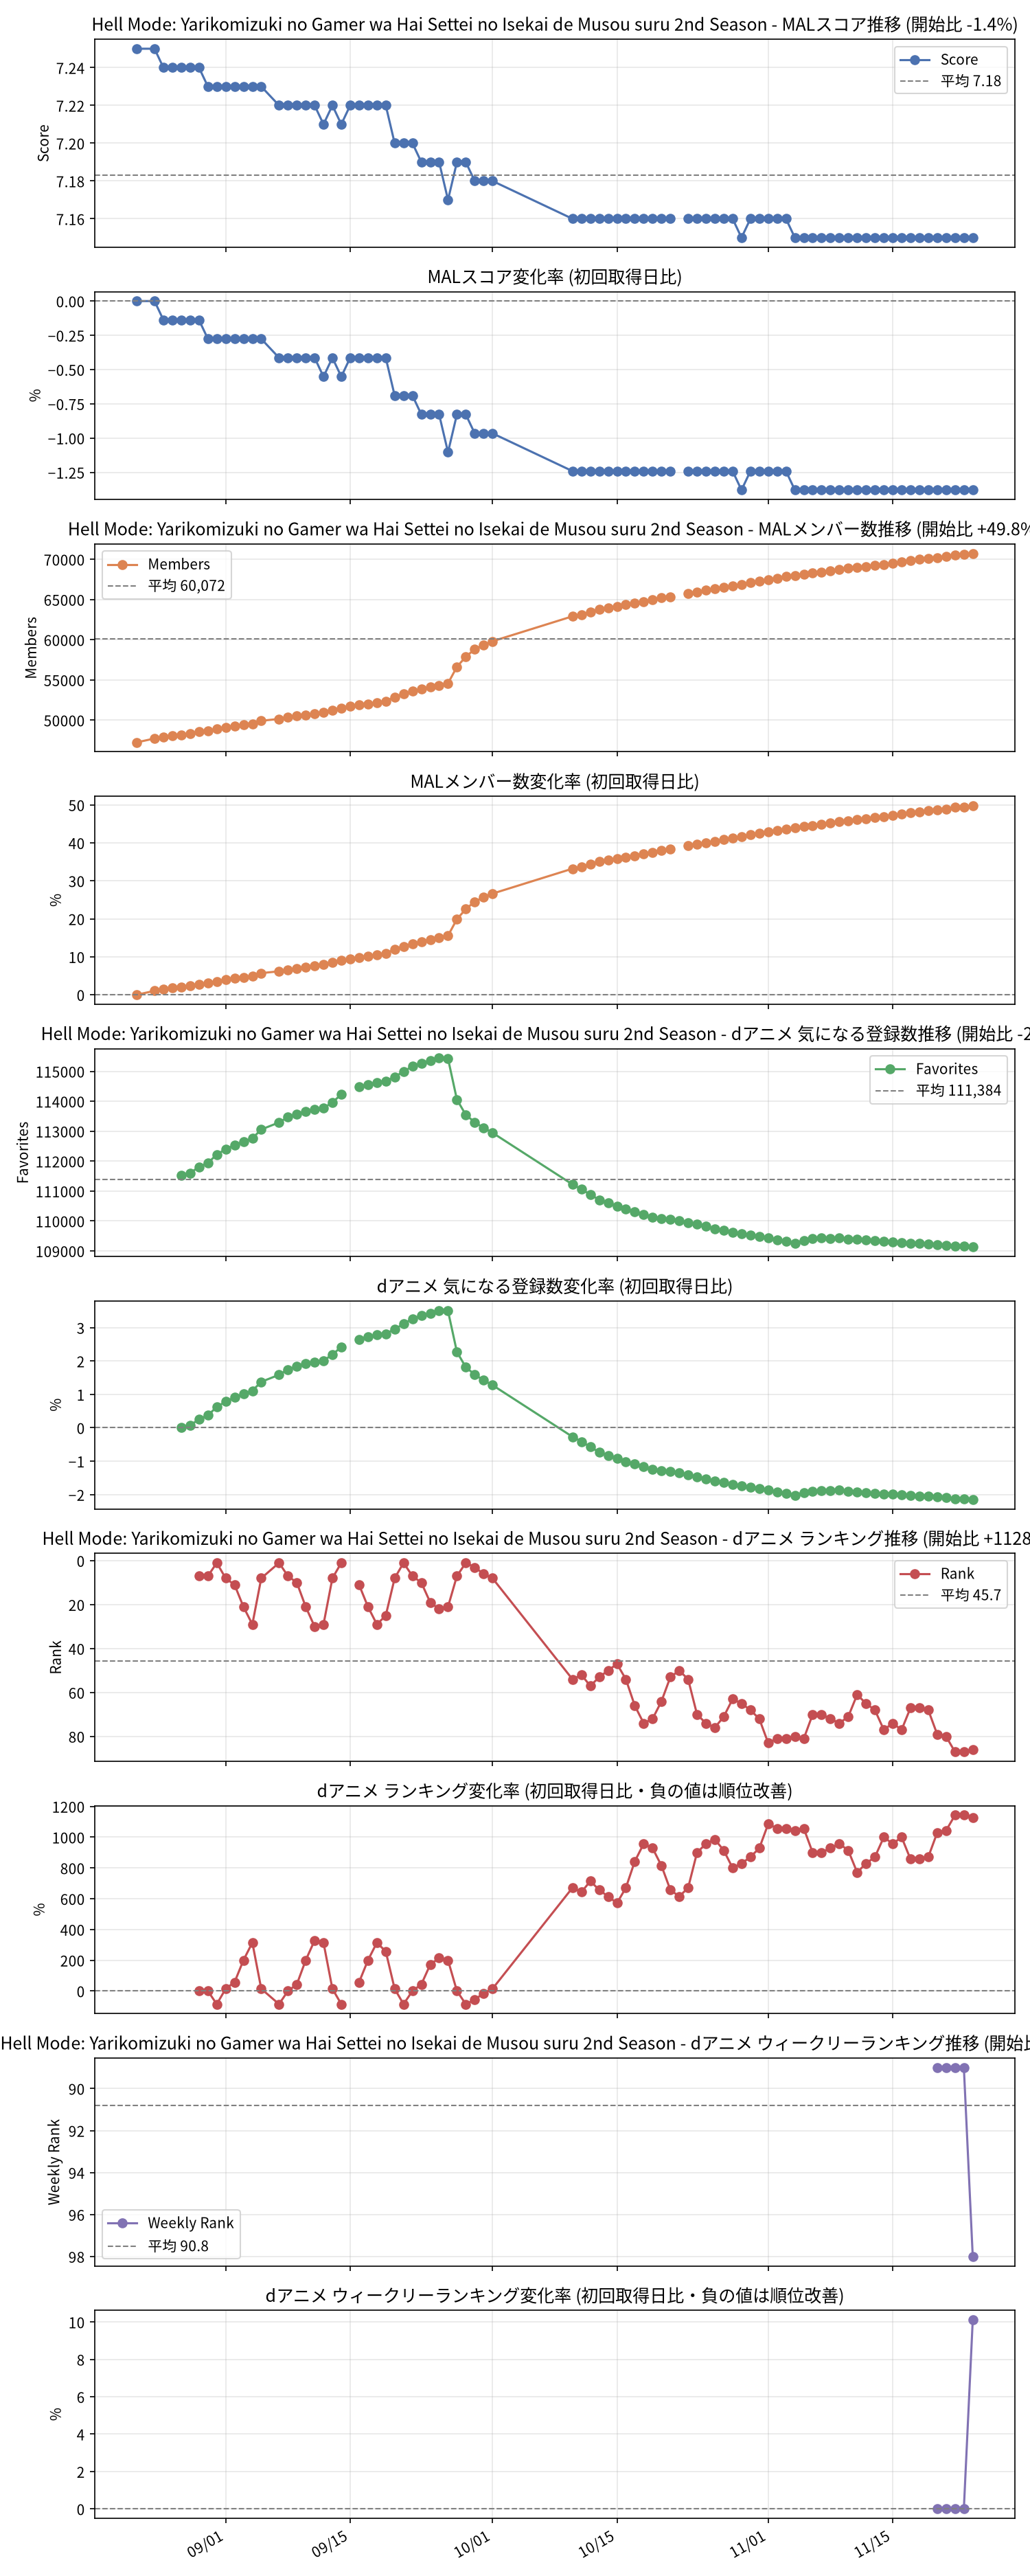 Hell Mode: Yarikomizuki no Gamer wa Hai Settei no Isekai de Musou suru 2nd Season - MALスコア推移 (開始比 -1.4%)
Score
7.24
7.22
7.20
7.18
7.16
Score
平均 7.18
MALスコア変化率 (初回取得日比)
%
0.00
−0.25
−0.50
−0.75
−1.00
−1.25
Hell Mode: Yarikomizuki no Gamer wa Hai Settei no Isekai de Musou suru 2nd Season - MALメンバー数推移 (開始比 +49.8%
Members
70000
65000
60000
55000
50000
Members
平均 60,072
MALメンバー数変化率 (初回取得日比)
%
50
40
30
20
10
0
Hell Mode: Yarikomizuki no Gamer wa Hai Settei no Isekai de Musou suru 2nd Season - dアニメ 気になる登録数推移 (開始比 -2
Favorites
115000
114000
113000
112000
111000
110000
109000
Favorites
平均 111,384
dアニメ 気になる登録数変化率 (初回取得日比)
%
3
2
1
0
−1
−2
Hell Mode: Yarikomizuki no Gamer wa Hai Settei no Isekai de Musou suru 2nd Season - dアニメ ランキング推移 (開始比 +1128
Rank
0
20
40
60
80
Rank
平均 45.7
dアニメ ランキング変化率 (初回取得日比・負の値は順位改善)
%
1200
1000
800
600
400
200
0
Hell Mode: Yarikomizuki no Gamer wa Hai Settei no Isekai de Musou suru 2nd Season - dアニメ ウィークリーランキング推移 (開始比
Weekly Rank
90
92
94
96
98
Weekly Rank
平均 90.8
dアニメ ウィークリーランキング変化率 (初回取得日比・負の値は順位改善)
%
10
8
6
4
2
0
09/01
09/15
10/01
10/15
11/01
11/15